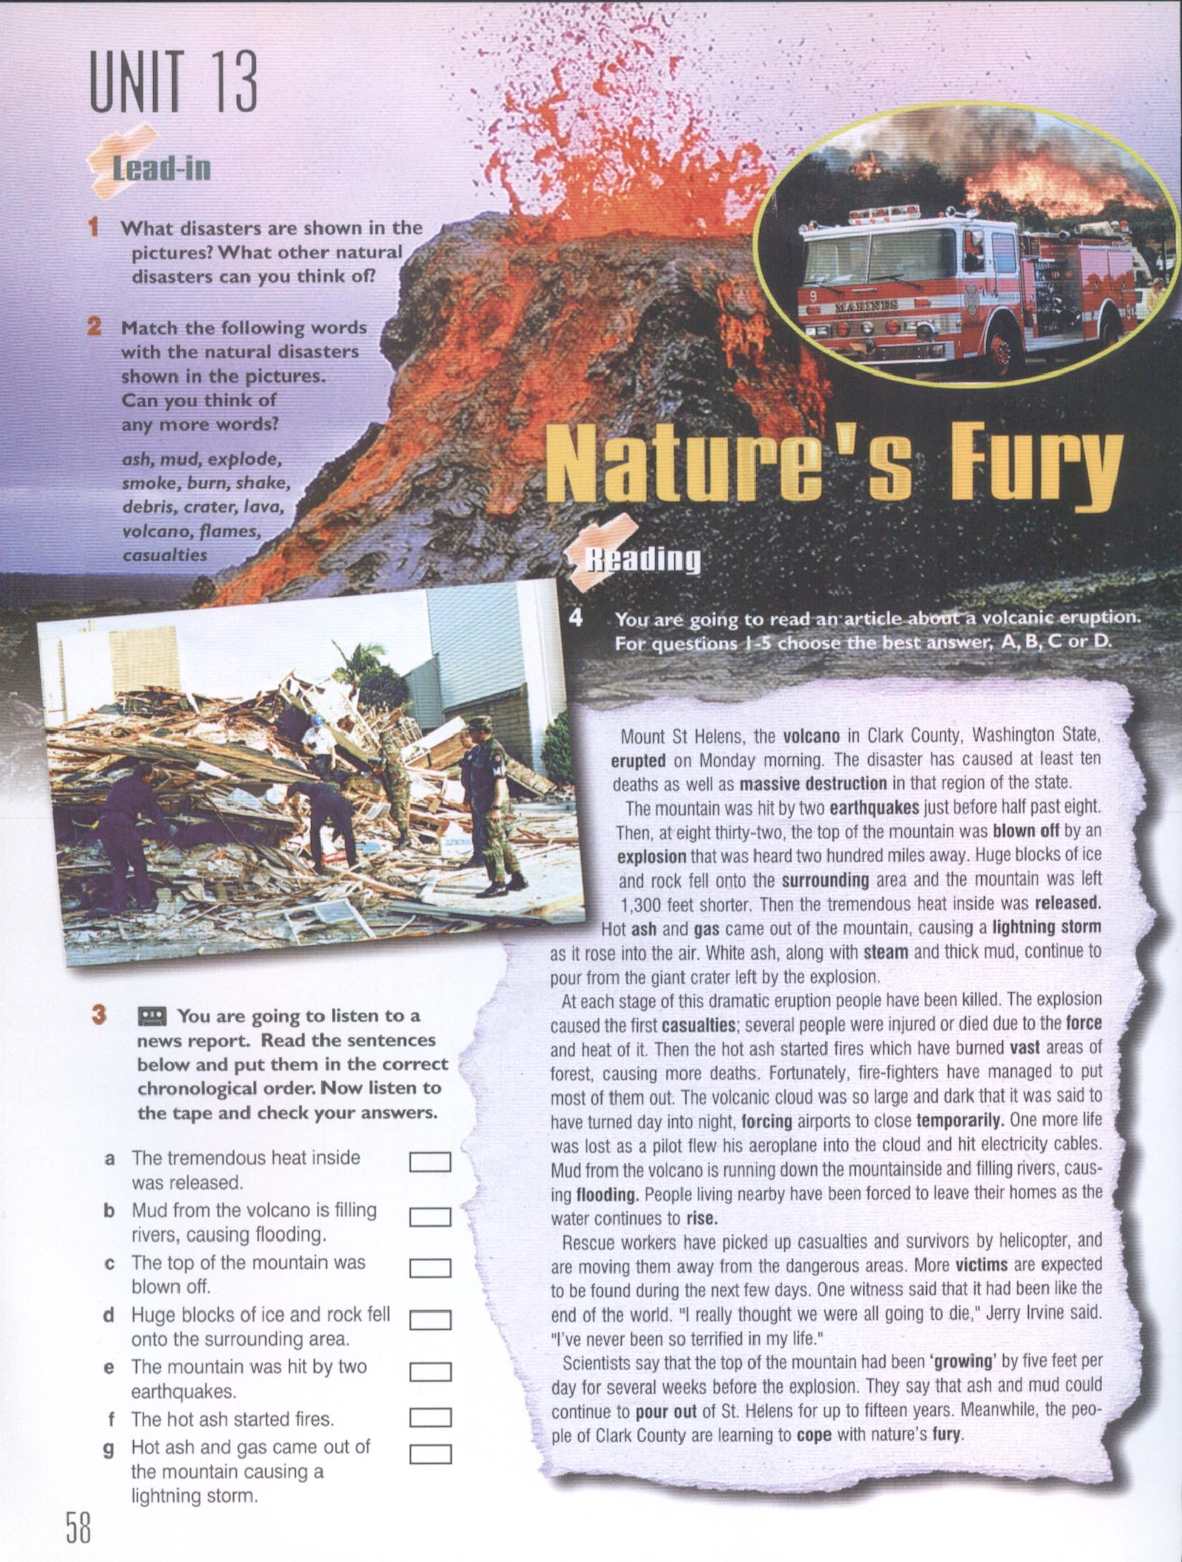 UNIT 13
Lead-in
1 What disasters are shown in the
pictures? What other natural
disasters can you think of?
2 Match the following words
with the natural disasters
shown in the pictures.
Can you think of
any more words?
ash, mud, explode,
smoke, burn, shake,
debris, crater, lava,
volcano, flames,
casualties
9
MARINES
Nature's Fury
Reading
4 You are going to read an article about a volcanic eruption.
For questions 1-5 choose the best answer, A, B, C or D.
Mount St Helens, the volcano in Clark County, Washington State,
erupted on Monday morning. The disaster has caused at least ten
deaths as well as massive destruction in that region of the state.
The mountain was hit by two earthquakes just before half past eight.
Then, at eight thirty-two, the top of the mountain was blown off by an
explosion that was heard two hundred miles away. Huge blocks of ice
and rock fell onto the surrounding area and the mountain was left
1,300 feet shorter. Then the tremendous heat inside was released.
Hot ash and gas came out of the mountain, causing a lightning storm
as it rose into the air. White ash, along with steam and thick mud, continue to
pour from the giant crater left by the explosion.
At each stage of this dramatic eruption people have been killed. The explosion
caused the first casualties; several people were injured or died due to the force
and heat of it. Then the hot ash started fires which have burned vast areas of
forest, causing more deaths. Fortunately, fire-fighters have managed to put
most of them out. The volcanic cloud was so large and dark that it was said to
have turned day into night, forcing airports to close temporarily. One more life
was lost as a pilot flew his aeroplane into the cloud and hit electricity cables.
Mud from the volcano is running down the mountainside and filling rivers, caus-
ing flooding. People living nearby have been forced to leave their homes as the
water continues to rise.
Rescue workers have picked up casualties and survivors by helicopter, and
are moving them away from the dangerous areas. More victims are expected
to be found during the next few days. One witness said that it had been like the
end of the world. "I really thought we were all going to die," Jerry Irvine said.
"I've never been so terrified in my life."
Scientists say that the top of the mountain had been 'growing' by five feet per
day for several weeks before the explosion. They say that ash and mud could
continue to pour out of St. Helens for up to fifteen years. Meanwhile, the peo-
ple of Clark County are learning to cope with nature's fury.
3 You are going to listen to a
news report. Read the sentences
below and put them in the correct
chronological order. Now listen to
the tape and check your answers.
a The tremendous heat inside
was released.
b Mud from the volcano is filling
rivers, causing flooding.
c The top of the mountain was
blown off.
d Huge blocks of ice and rock fell
onto the surrounding area.
e The mountain was hit by two
earthquakes.
f The hot ash started fires.
g Hot ash and gas came out of
the mountain causing a
lightning storm.
58